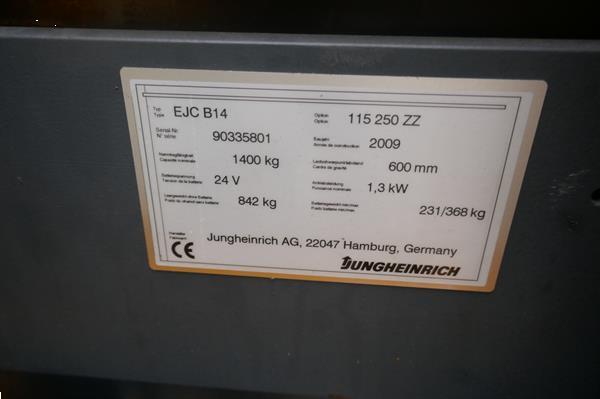 Typ Type EJC B14 Option Option 115 250 ZZ
Serial-Nr. N° série 90335801 Baujahr Année de construction 2009
Nenntragfähigkeit Capacité nominale 1400 kg Lastschwerpunktabstand Centre de gravité 600 mm
Batteriespannung Tension de la batterie 24 V Antriebsleistung Puissance nominale 1,3 kW
Leergewicht ohne Batterie Poids du chariot sans batterie 842 kg Batteriegewicht min/max Poids batterie min/max 231/368 kg
Hersteller Fabricant Jungheinrich AG, 22047 Hamburg, Germany
CE JUNGHEINRICH